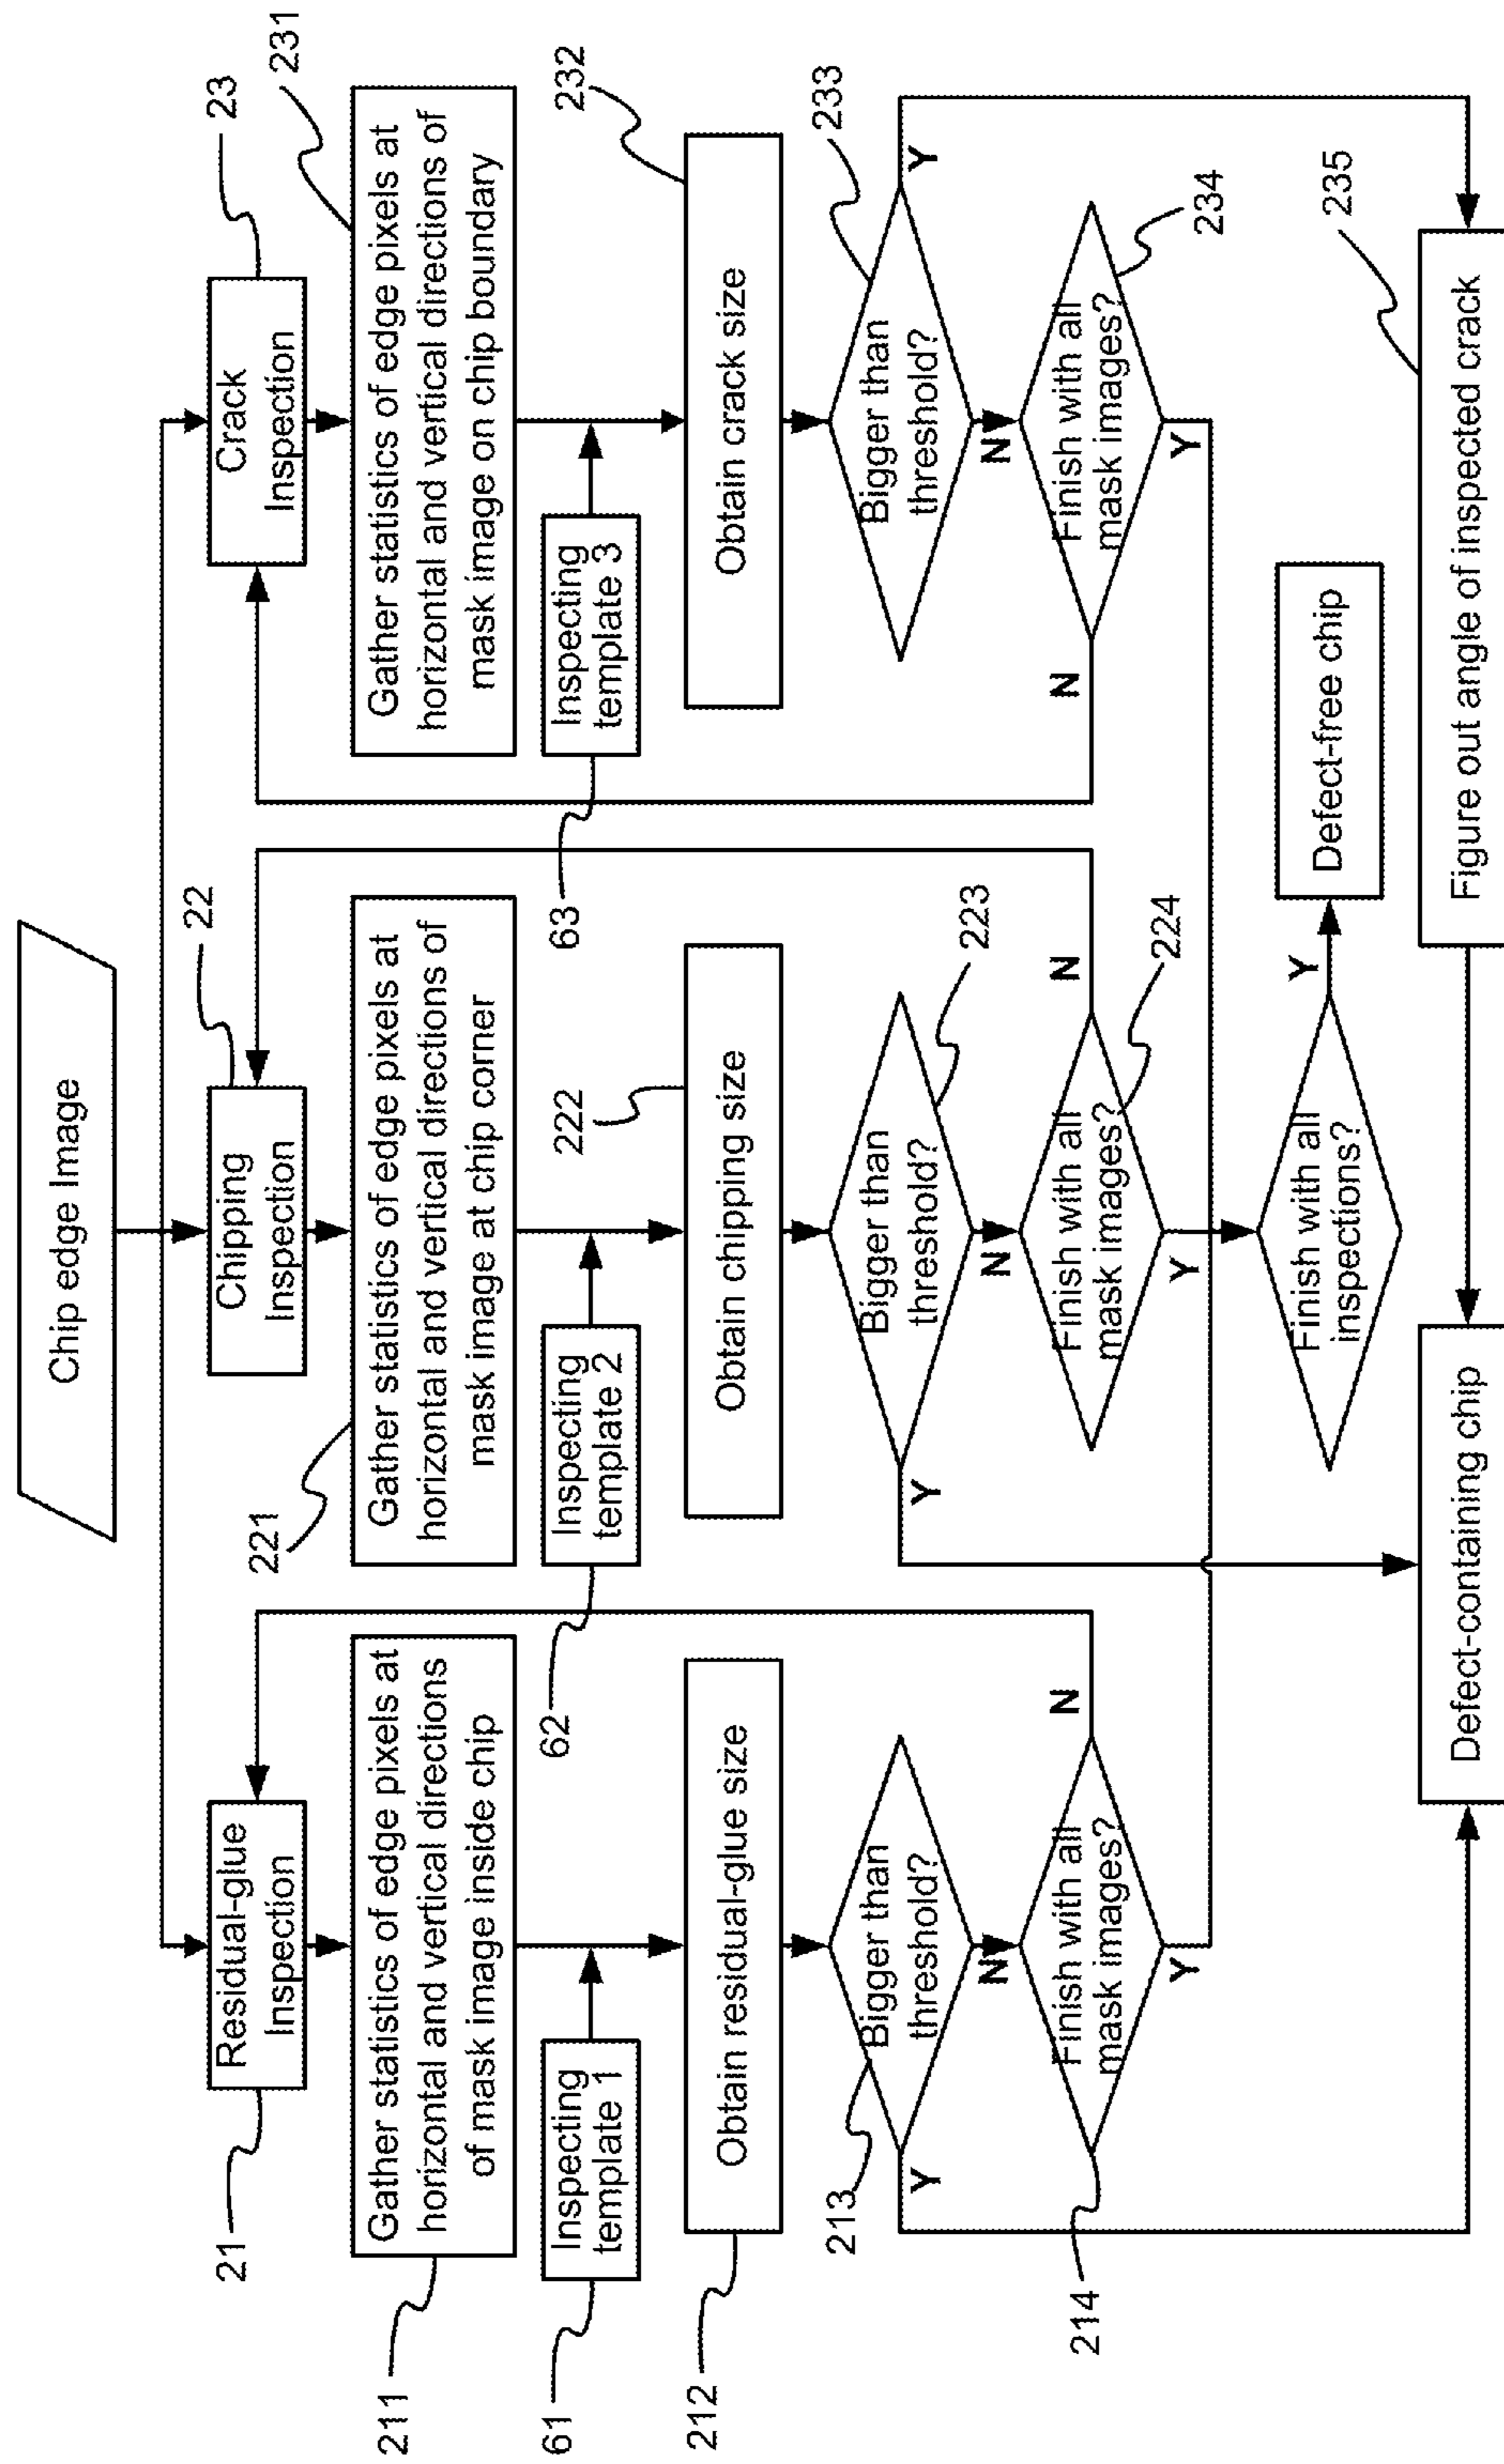 Chip edge Image
21
Residual-glue
Inspection
22
Chipping
Inspection
23
Crack
Inspection
211
Gather statistics of edge pixels at
horizontal and vertical directions
of mask image inside chip
221
Gather statistics of edge pixels at
horizontal and vertical directions of
mask image at chip corner
231
Gather statistics of edge pixels at
horizontal and vertical directions of
mask image on chip boundary
61
Inspecting
template 1
62
Inspecting
template 2
63
Inspecting
template 3
212
Obtain residual-glue size
222
Obtain chipping size
232
Obtain crack size
213
Bigger than
threshold?
Y
N
223
Bigger than
threshold?
Y
N
233
Bigger than
threshold?
Y
N
214
Finish with all
mask images?
N
Y
224
Finish with all
mask images?
N
Y
234
Finish with all
mask images?
N
Y
Finish with all
inspections?
Y
Defect-free chip
235
Defect-containing chip
Figure out angle of inspected crack